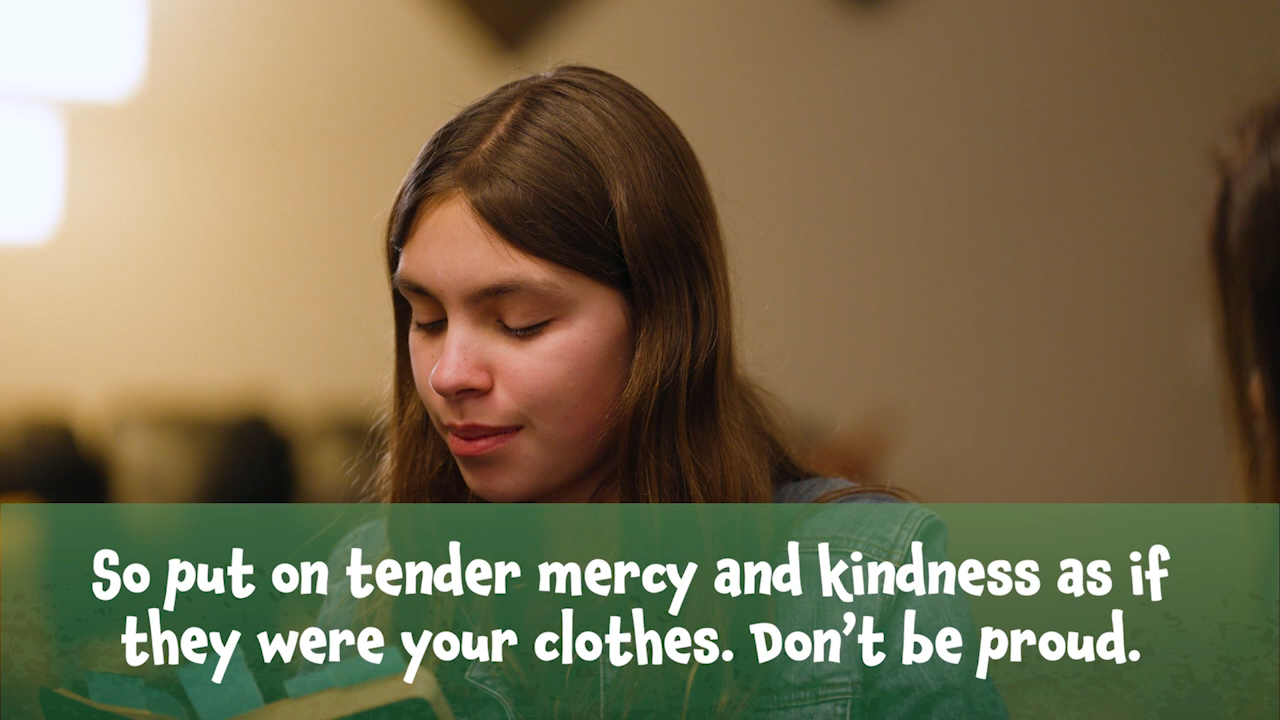 So put on tender mercy and kindness as if
they were your clothes. Don't be proud.